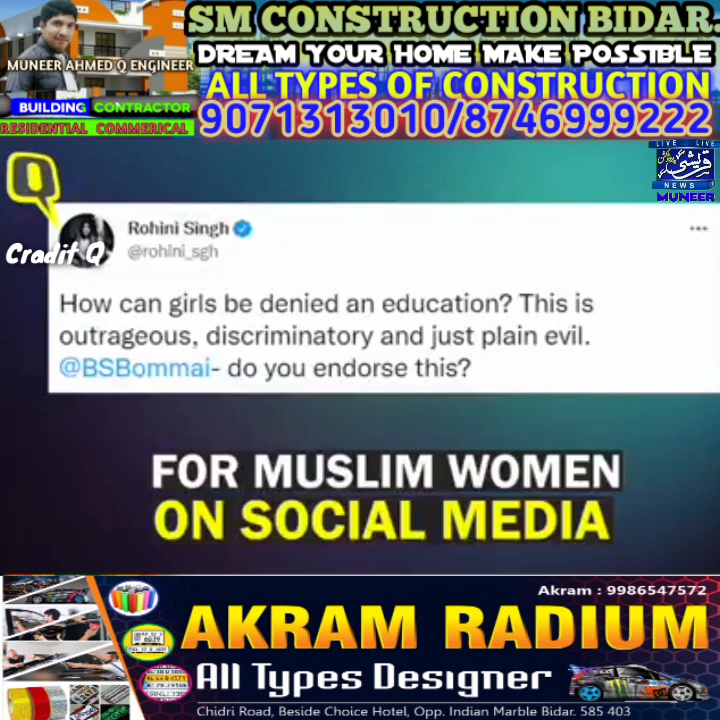 SM CONSTRUCTION BIDAR.
DREAM YOUR HOME MAKE POSSIBLE
MUNEER AHMED Q ENGINEER
ALL TYPES OF CONSTRUCTION
BUILDING CONTRACTOR
RESIDENTIAL COMMERICAL
9071313010/8746999222
LIVE LIVE
قریشی
NEWS
MUNEER
Q
Rohini Singh
@rohini_sgh
Cradit Q
How can girls be denied an education? This is
outrageous, discriminatory and just plain evil.
@BSBommai- do you endorse this?
FOR MUSLIM WOMEN
ON SOCIAL MEDIA
Akram : 9986547572
AKRAM RADIUM
All Types Designer
Chidri Road, Beside Choice Hotel, Opp. Indian Marble Bidar. 585 403